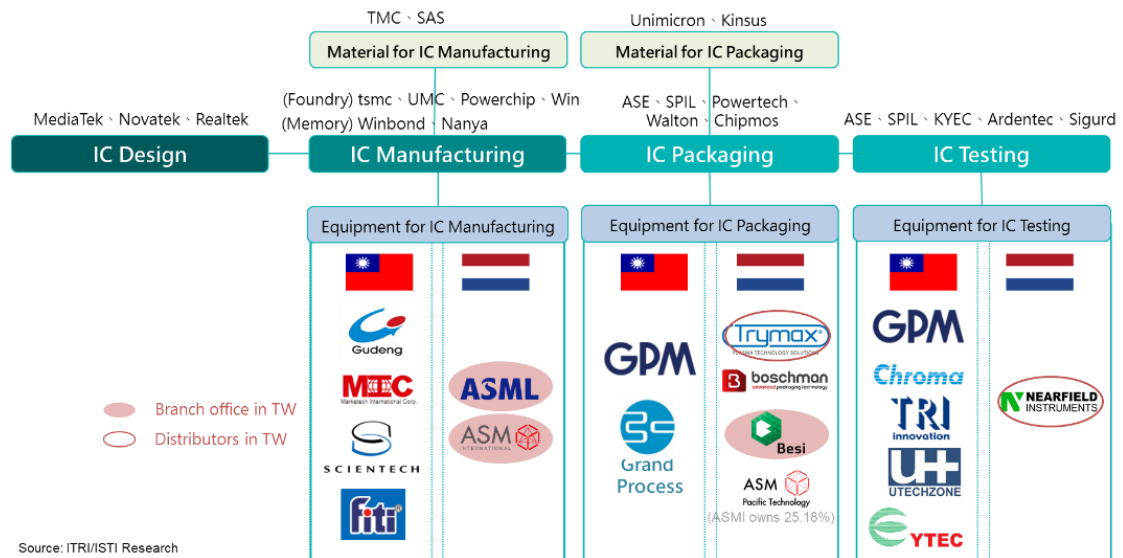 TMC、SAS
Material for IC Manufacturing
Unimicron、Kinsus
Material for IC Packaging
MediaTek、Novatek、Realtek
IC Design
(Foundry) tsmc、UMC、Powerchip、Win
(Memory) Winbond、Nanya
IC Manufacturing
ASE、SPIL、Powertech、
Walton、Chipmos
IC Packaging
ASE、SPIL、KYEC、Ardentec、Sigurd
IC Testing
Equipment for IC Manufacturing
Gudeng
MIC
Marketech International Corp.
SCIENTECH
fiti®
ASML
ASM
INTERNATIONAL
Equipment for IC Packaging
GPM
Grand
Process
Trymax®
PLASMA TECHNOLOGY SOLUTIONS
boschman
advanced packaging technology
Besi
ASM
Pacific Technology
(ASMI owns 25.18%)
Equipment for IC Testing
GPM
Chroma
TRI
innovation
U+
UTECHZONE
YTEC
NEARFIELD
INSTRUMENTS
Branch office in TW
Distributors in TW
Source: ITRI/ISTI Research